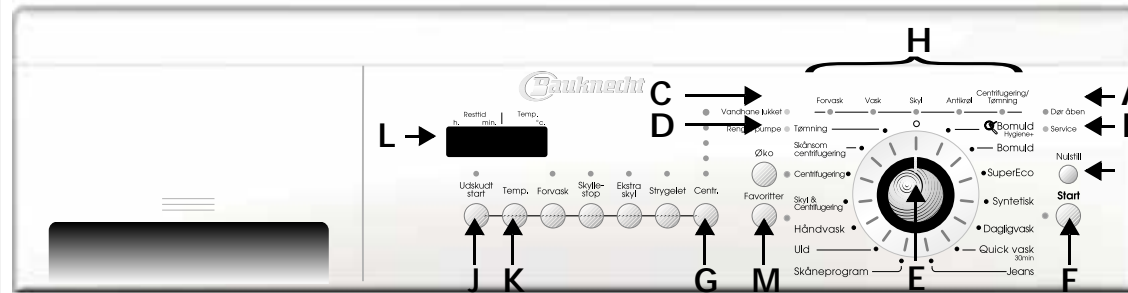 H
Bauknecht
C
Vandhane lukket
D
Rengør pumpe
Forvask
Vask
Skyl
Antikrøl
Centrifugering/
Tømning
Dør åben
Service
L
Resttid
h. min.
Temp.
°c.
Udskudt
start
Temp.
Forvask
Skylle-
stop
Ekstra
skyl
Strygelet
Centr.
Øko
Favoritter
Tømning
Skånsom
centrifugering
Centrifugering
Skyl &
Centrifugering
Håndvask
Uld
Skåneprogram
Bomuld
Hygiene+
Bomuld
SuperEco
Syntetisk
Dagligvask
Quick vask
30min
Jeans
Nulstil
Start
J
K
G
M
E
F